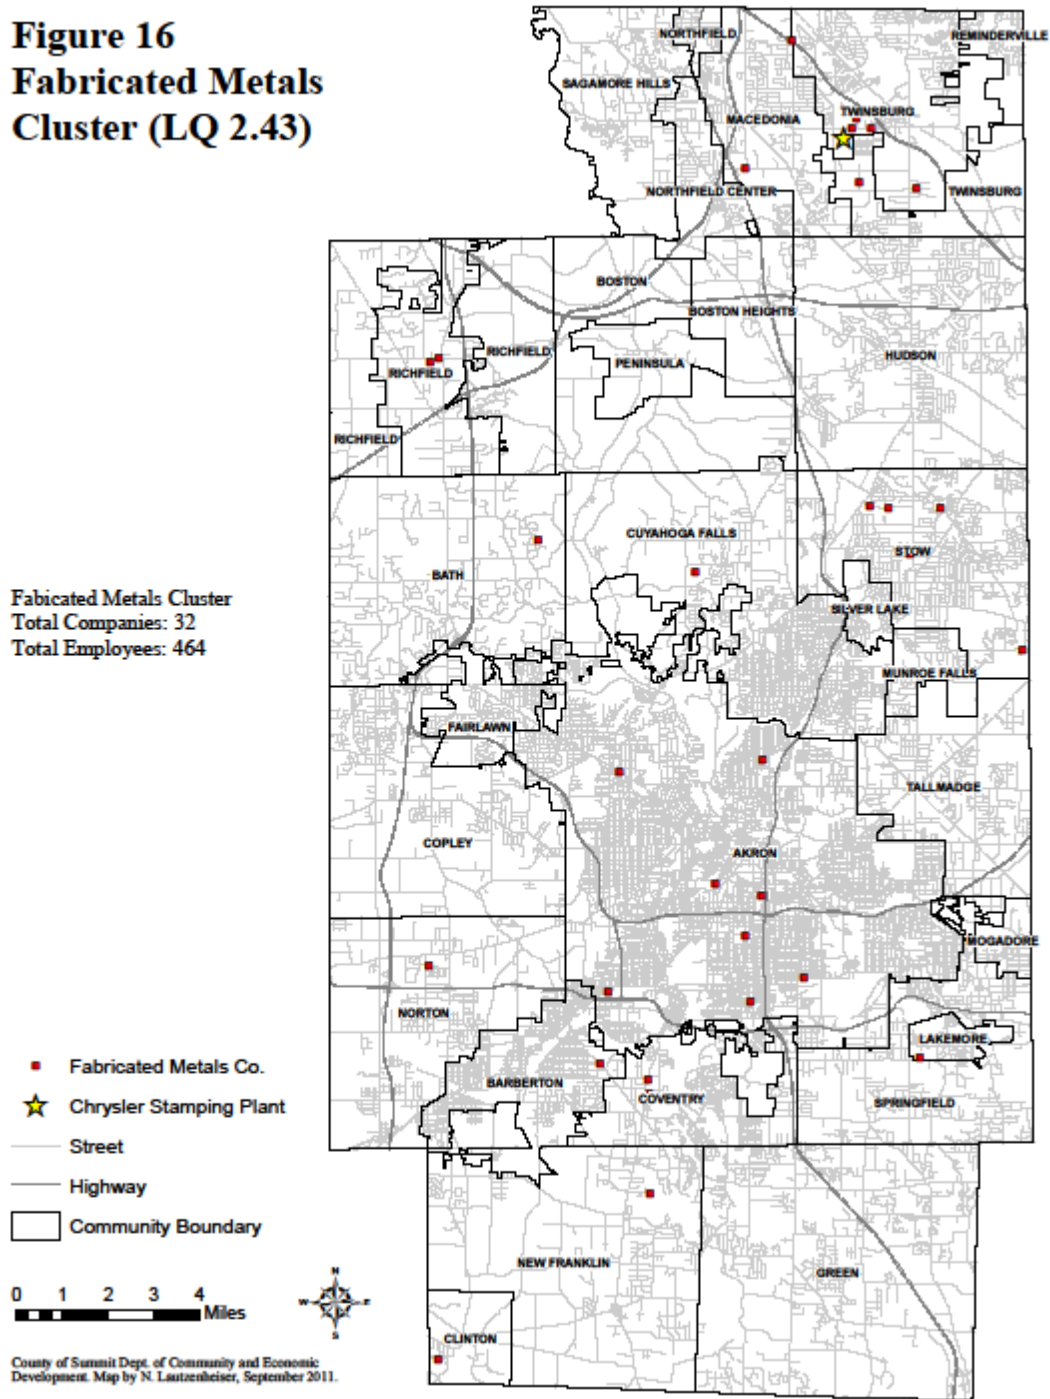 Figure 16
Fabricated Metals
Cluster (LQ 2.43)
NORTHFIELD
REMINDERVILLE
SAGAMORE HILLS
TWINSBURG
MACEDONIA
NORTHFIELD CENTER
TWINSBURG
BOSTON
BOSTON HEIGHTS
RICHFIELD
HUDSON
PENINSULA
RICHFIELD
RICHFIELD
CUYAHOGA FALLS
STOW
BATH
Fabicated Metals Cluster
Total Companies: 32
Total Employees: 464
SILVER LAKE
MUNROE FALLS
FAIRLAWN
TALLMADGE
COPLEY
AKRON
MOGADORE
NORTON
LAKEMORE
BARBERTON
COVENTRY
SPRINGFIELD
Fabricated Metals Co.
Chrysler Stamping Plant
Street
Highway
Community Boundary
NEW FRANKLIN
GREEN
N
W E
S
0 1 2 3 4
Miles
CLINTON
County of Summit Dept. of Community and Economic
Development. Map by N. Lautzenheiser, September 2011.